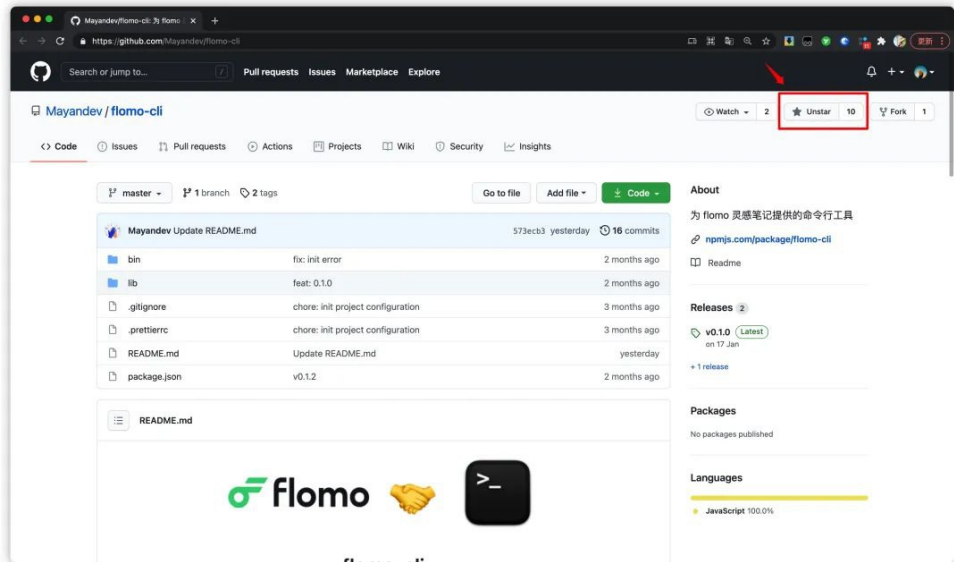 Mayandev/flomo-cli: 为 flomo
https://github.com/Mayandev/flomo-cli
更新
Search or jump to...
/
Pull requests Issues Marketplace Explore
Mayandev / flomo-cli
Watch 2
Unstar 10
Fork 1
Code Issues Pull requests Actions Projects Wiki Security Insights
master 1 branch 2 tags
Go to file Add file Code
Mayandev Update README.md 573ecb3 yesterday 16 commits
bin fix: init error 2 months ago
lib feat: 0.1.0 2 months ago
.gitignore chore: init project configuration 3 months ago
.prettierrc chore: init project configuration 3 months ago
README.md Update README.md yesterday
package.json v0.1.2 2 months ago
README.md
flomo
>_
About
为 flomo 灵感笔记提供的命令行工具
npmjs.com/package/flomo-cli
Readme
Releases 2
v0.1.0 Latest
on 17 Jan
+ 1 release
Packages
No packages published
Languages
JavaScript 100.0%